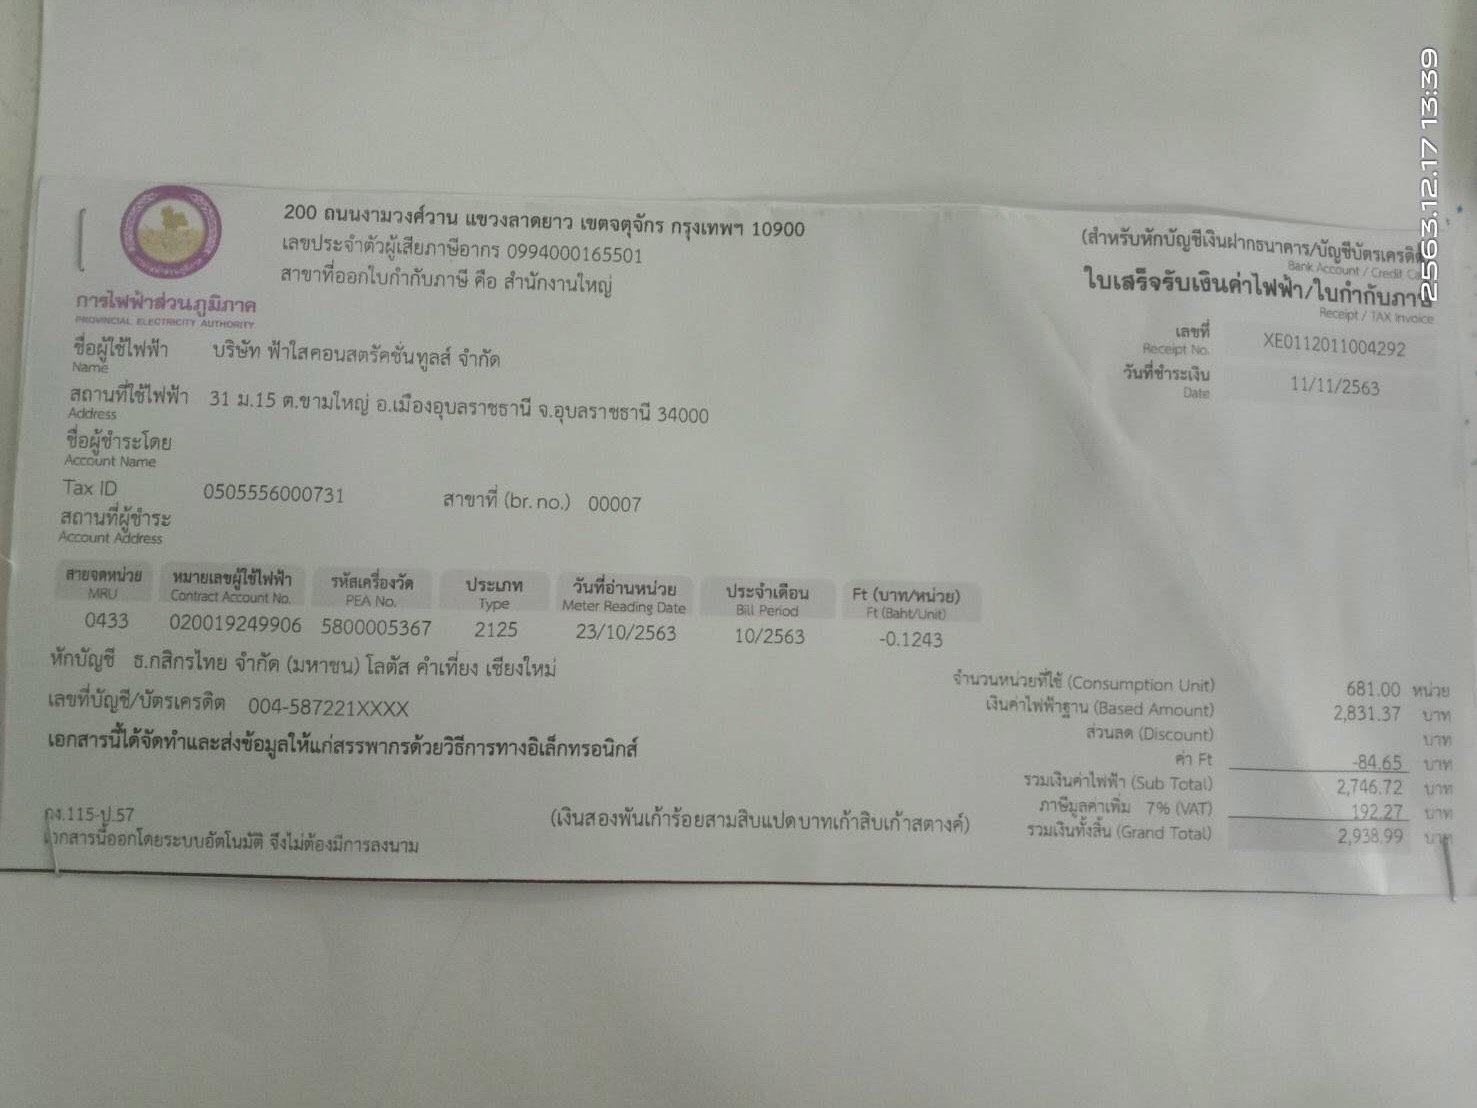 200 ถนนงามวงศ์วาน แขวงลาดยาว เขตจตุจักร กรุงเทพฯ 10900
เลขประจำตัวผู้เสียภาษีอากร 0994000165501
สาขาที่ออกใบกำกับภาษี คือ สำนักงานใหญ่
การไฟฟ้าส่วนภูมิภาค
PROVINCIAL ELECTRICITY AUTHORITY
(สำหรับหักบัญชีเงินฝากธนาคาร/บัญชีบัตรเครดิต
Bank Account / Credit
ใบเสร็จรับเงินค่าไฟฟ้า/ใบกำกับภาษี
Receipt / TAX Invoice
เลขที่ XE0112011004292
Receipt No.
วันที่ชำระเงิน 11/11/2563
Date
ชื่อผู้ใช้ไฟฟ้า บริษัท ฟ้าใสคอนสตรัคชั่นทูลส์ จำกัด
Name
สถานที่ใช้ไฟฟ้า 31 ม.15 ต.ขามใหญ่ อ.เมืองอุบลราชธานี จ.อุบลราชธานี 34000
Address
ชื่อผู้ชำระโดย
Account Name
Tax ID 0505556000731 สาขาที่ (br. no.) 00007
สถานที่ผู้ชำระ
Account Address
สายจดหน่วย หมายเลขผู้ใช้ไฟฟ้า รหัสเครื่องวัด ประเภท วันที่อ่านหน่วย ประจำเดือน Ft (บาท/หน่วย)
MRU Contract Account No. PEA No. Type Meter Reading Date Bill Period Ft (Baht/Unit)
0433 020019249906 5800005367 2125 23/10/2563 10/2563 -0.1243
หักบัญชี ธ.กสิกรไทย จำกัด (มหาชน) โลตัส คำเที่ยง เชียงใหม่
เลขที่บัญชี/บัตรเครดิต 004-587221XXXX
เอกสารนี้ได้จัดทำและส่งข้อมูลให้แก่สรรพากรด้วยวิธีการทางอิเล็กทรอนิกส์
จำนวนหน่วยที่ใช้ (Consumption Unit) 681.00 หน่วย
เงินค่าไฟฟ้าฐาน (Based Amount) 2,831.37 บาท
ส่วนลด (Discount) บาท
ค่า Ft -84.65 บาท
รวมเงินค่าไฟฟ้า (Sub Total) 2,746.72 บาท
ภาษีมูลค่าเพิ่ม 7% (VAT) 192.27 บาท
รวมเงินทั้งสิ้น (Grand Total) 2,938.99 บาท
(เงินสองพันเก้าร้อยสามสิบแปดบาทเก้าสิบเก้าสตางค์)
กง.115-ป.57
เอกสารนี้ออกโดยระบบอัตโนมัติ จึงไม่ต้องมีการลงนาม
2563.12.17 13:39